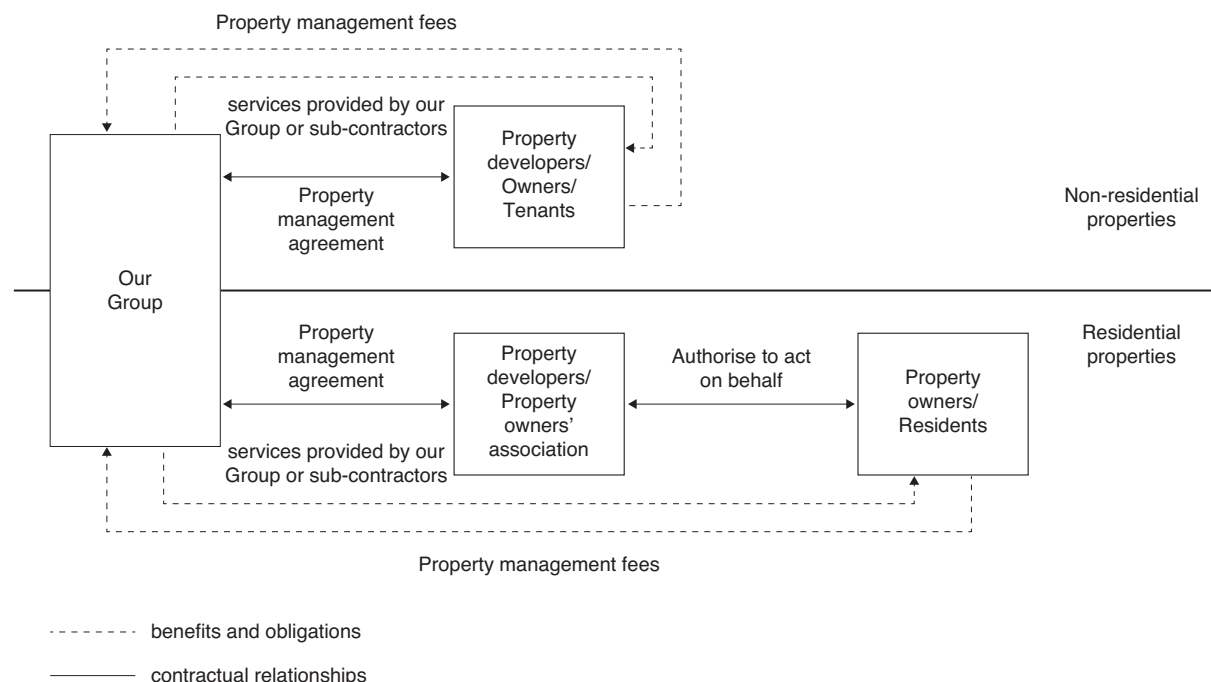 Property management fees
services provided by our
Group or sub-contractors
Property
developers/
Owners/
Tenants
Property
management
agreement
Non-residential
properties
Our
Group
Property
management
agreement
Property
developers/
Property
owners’
association
Authorise to act
on behalf
Property
owners/
Residents
Residential
properties
services provided by our
Group or sub-contractors
Property management fees
benefits and obligations
contractual relationships